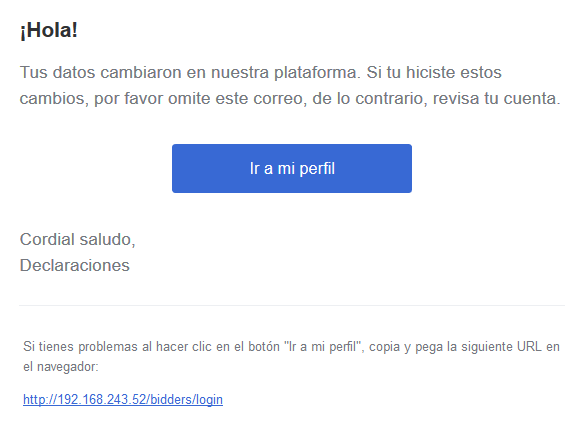 ¡Hola!
Tus datos cambiaron en nuestra plataforma. Si tu hiciste estos
cambios, por favor omite este correo, de lo contrario, revisa tu cuenta.
Ir a mi perfil
Cordial saludo,
Declaraciones
Si tienes problemas al hacer clic en el botón "Ir a mi perfil", copia y pega la siguiente URL en
el navegador:
http://192.168.243.52/bidders/login